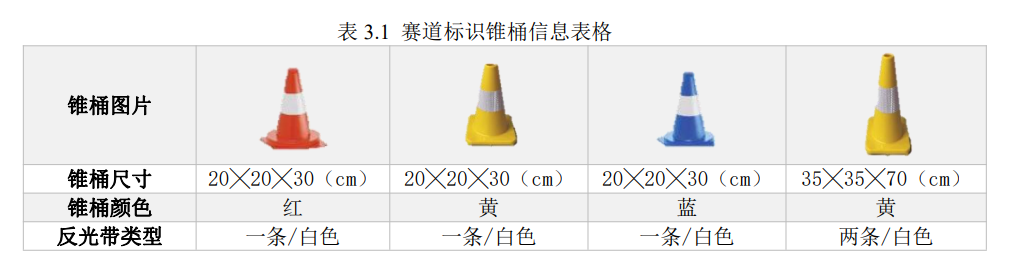 表 3.1 赛道标识锥桶信息表格
锥桶图片
锥桶尺寸 20╳20╳30（cm） 20╳20╳30（cm） 20╳20╳30（cm） 35╳35╳70（cm）
锥桶颜色 红 黄 蓝 黄
反光带类型 一条/白色 一条/白色 一条/白色 两条/白色